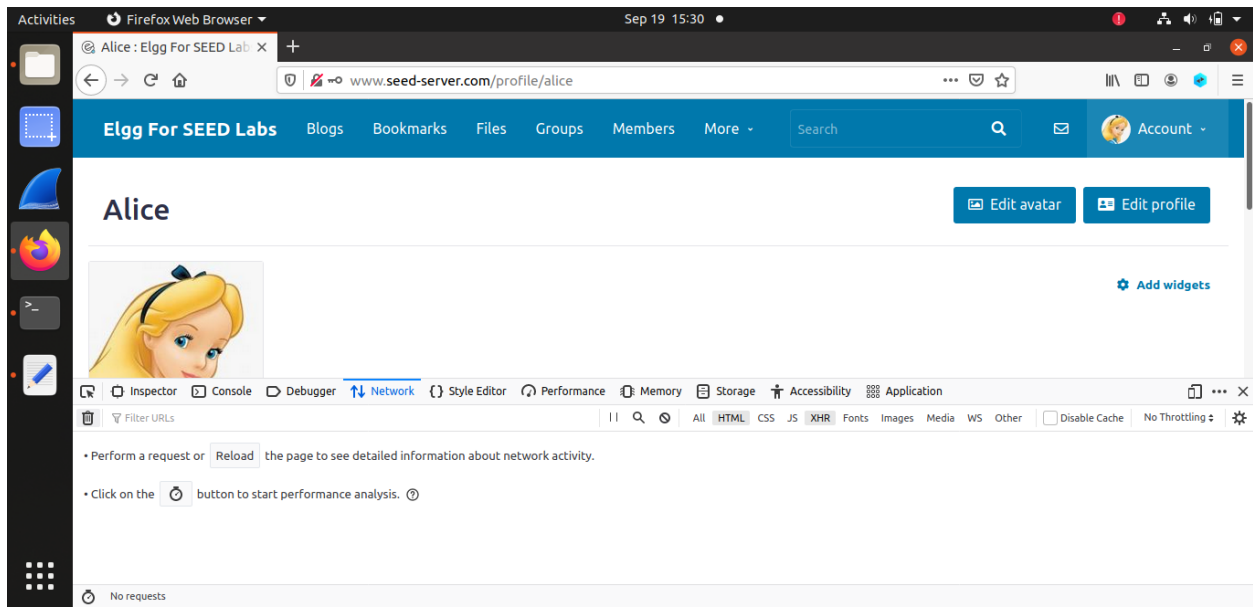 Activities Firefox Web Browser Sep 19 15:30
Alice : Elgg For SEED Lab
www.seed-server.com/profile/alice
Elgg For SEED Labs Blogs Bookmarks Files Groups Members More Search Account
Alice Edit avatar Edit profile
Add widgets
Inspector Console Debugger Network Style Editor Performance Memory Storage Accessibility Application
Filter URLs All HTML CSS JS XHR Fonts Images Media WS Other Disable Cache No Throttling
• Perform a request or Reload the page to see detailed information about network activity.
• Click on the button to start performance analysis.
No requests